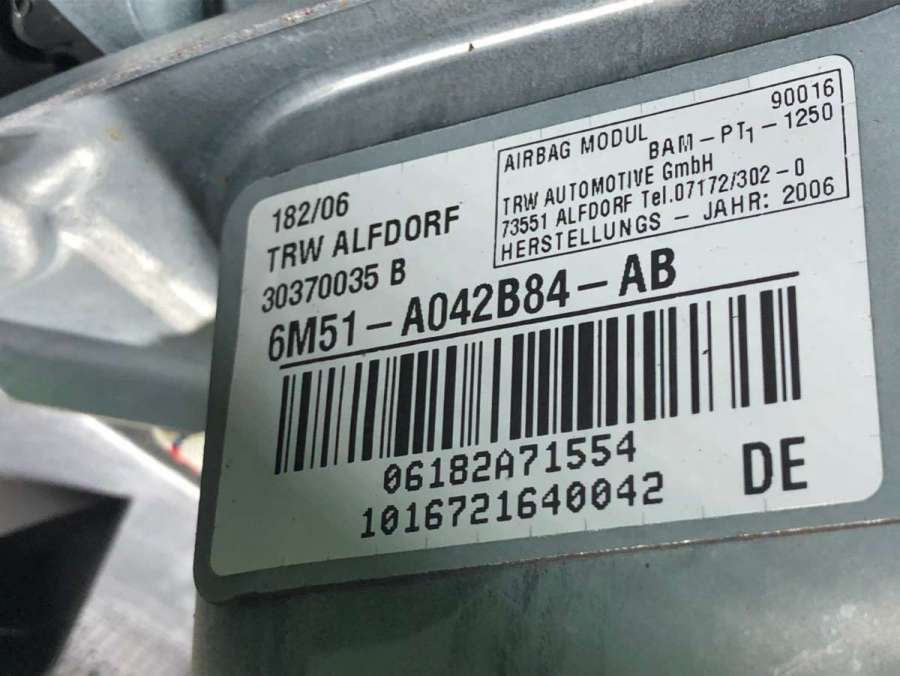 182/06
TRW ALFDORF
30370035 B
6M51-A042B84-AB
AIRBAG MODUL 90016
BAM-PT1-1250
TRW AUTOMOTIVE GmbH
73551 ALFDORF Tel.07172/302-0
HERSTELLUNGS - JAHR: 2006
06182A71554
1016721640042
DE